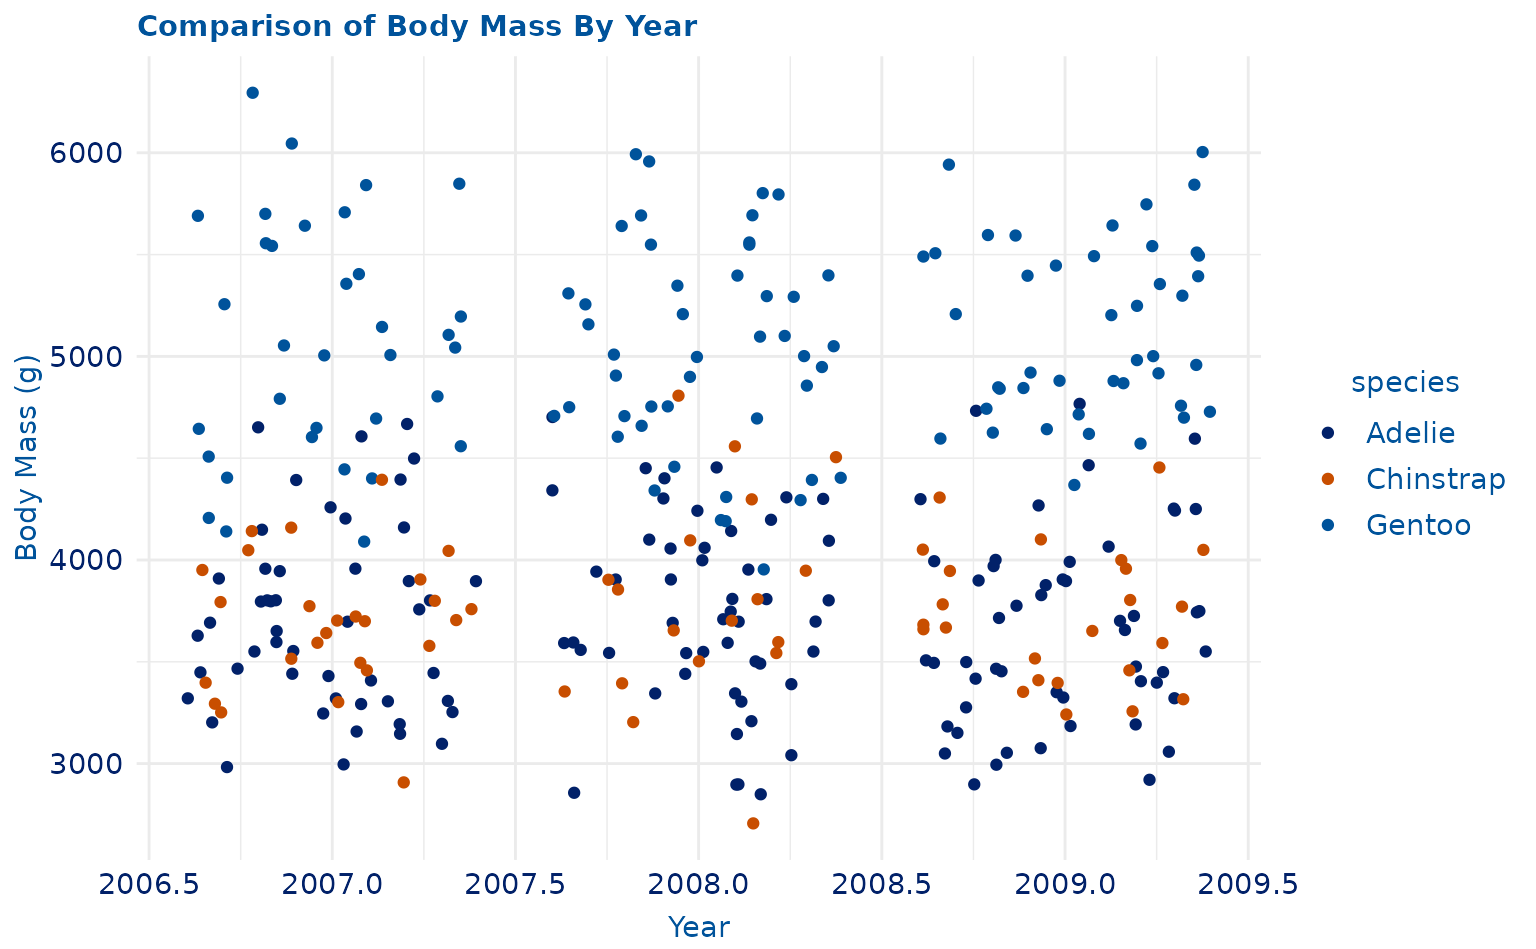 Comparison of Body Mass By Year
6000
5000
4000
3000
Body Mass (g)
2006.5 2007.0 2007.5 2008.0 2008.5 2009.0 2009.5
Year
species
Adelie
Chinstrap
Gentoo